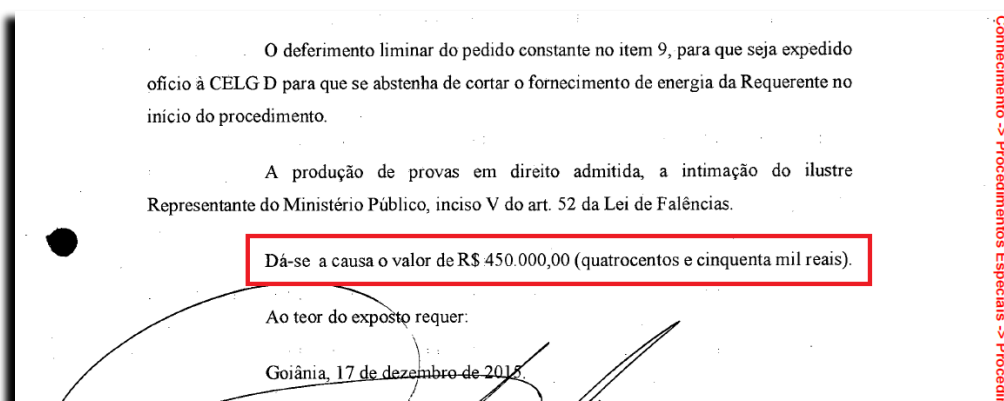 O deferimento liminar do pedido constante no item 9, para que seja expedido
ofício à CELG D para que se abstenha de cortar o fornecimento de energia da Requerente no
início do procedimento.
A produção de provas em direito admitida, a intimação do ilustre
Representante do Ministério Público, inciso V do art. 52 da Lei de Falências.
Dá-se a causa o valor de R$ 450.000,00 (quatrocentos e cinquenta mil reais).
Ao teor do exposto requer:
Goiânia, 17 de dezembro de 2015.
Conhecimento -> Procedimentos Especiais ->